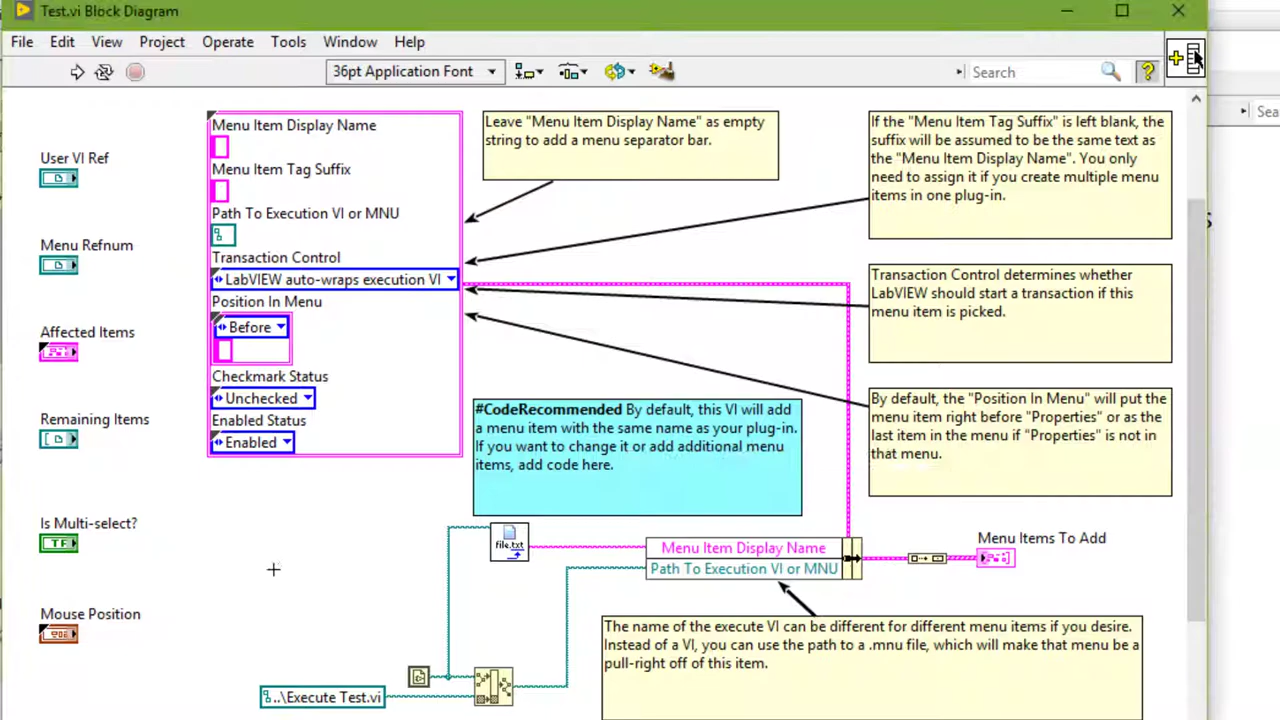 Test.vi Block Diagram
File Edit View Project Operate Tools Window Help
36pt Application Font
Search
?
Sea
User VI Ref
Menu Refnum
Affected Items
Remaining Items
Is Multi-select?
TF
Mouse Position
Menu Item Display Name
Menu Item Tag Suffix
Path To Execution VI or MNU
Transaction Control
LabVIEW auto-wraps execution VI
Position In Menu
Before
Checkmark Status
Unchecked
Enabled Status
Enabled
Leave "Menu Item Display Name" as empty
string to add a menu separator bar.
If the "Menu Item Tag Suffix" is left blank, the
suffix will be assumed to be the same text as
the "Menu Item Display Name". You only
need to assign it if you create multiple menu
items in one plug-in.
Transaction Control determines whether
LabVIEW should start a transaction if this
menu item is picked.
By default, the "Position In Menu" will put the
menu item right before "Properties" or as the
last item in the menu if "Properties" is not in
that menu.
#CodeRecommended By default, this VI will add
a menu item with the same name as your plug-in.
If you want to change it or add additional menu
items, add code here.
file.txt
Menu Item Display Name
Path To Execution VI or MNU
Menu Items To Add
The name of the execute VI can be different for different menu items if you desire.
Instead of a VI, you can use the path to a .mnu file, which will make that menu be a
pull-right off of this item.
..\Execute Test.vi